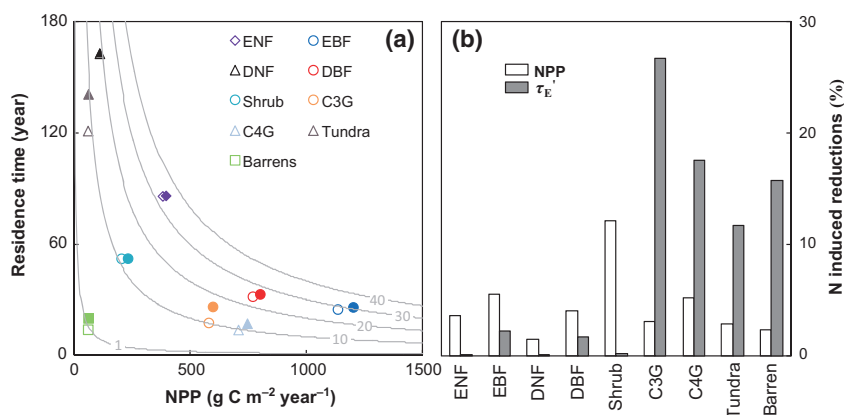 (a)
180
120
60
0
Residence time (year)
ENF
EBF
DNF
DBF
Shrub
C3G
C4G
Tundra
Barrens
40
30
20
10
1
0
500
1000
1500
NPP (g C m⁻² year⁻¹)
(b)
NPP
τE'
30
20
10
0
N induced reductions (%)
ENF
EBF
DNF
DBF
Shrub
C3G
C4G
Tundra
Barren